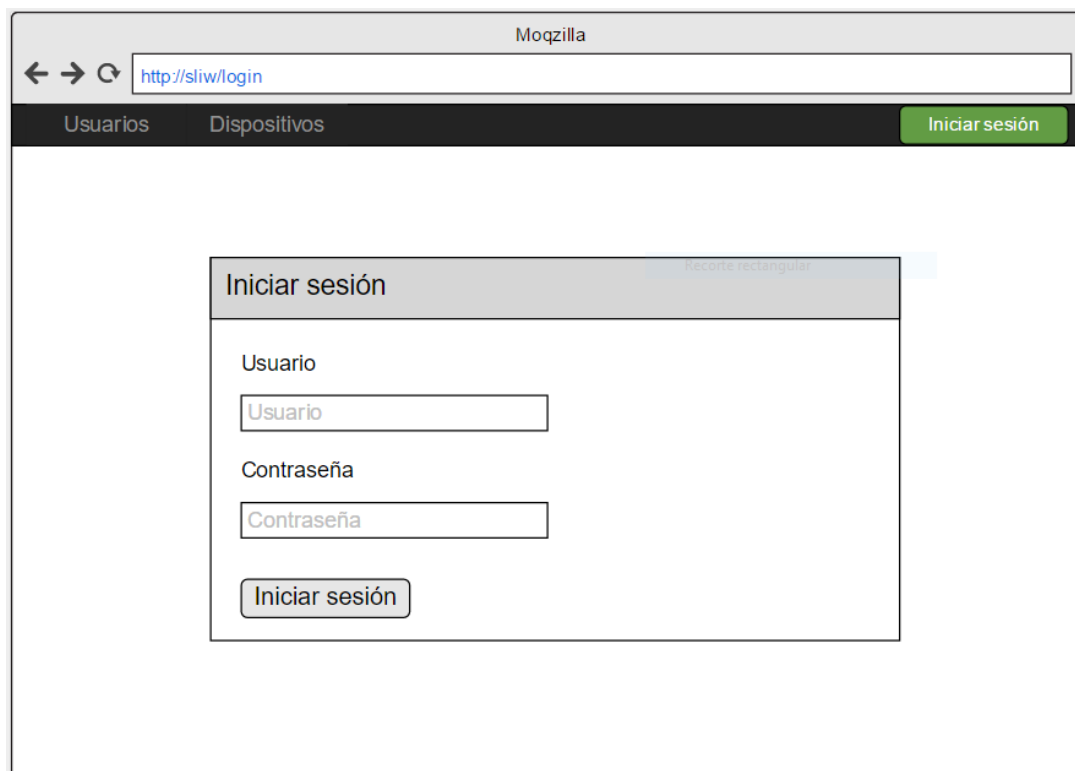 Moqzilla
http://sliw/login
Usuarios Dispositivos Iniciar sesión
Recorte rectangular
Iniciar sesión
Usuario
Usuario
Contraseña
Contraseña
Iniciar sesión